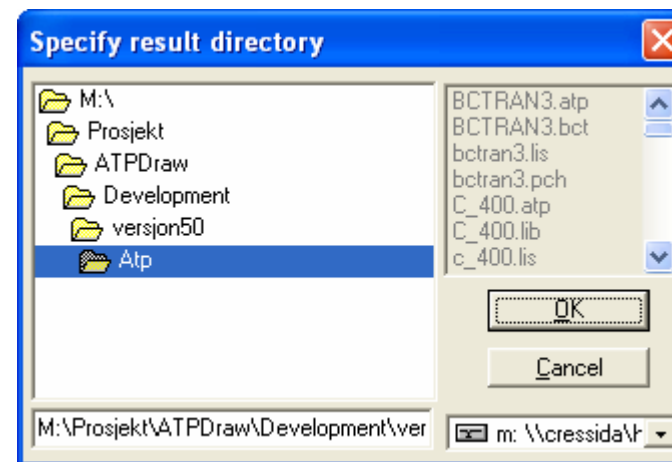 Specify result directory
M:\
Prosjekt
ATPDraw
Development
versjon50
Atp
M:\Prosjekt\ATPDraw\Development\ver
BCTRAN3.atp
BCTRAN3.bct
bctran3.lis
bctran3.pch
C_400.atp
C_400.lib
c_400.lis
OK
Cancel
m: \\cressida\h